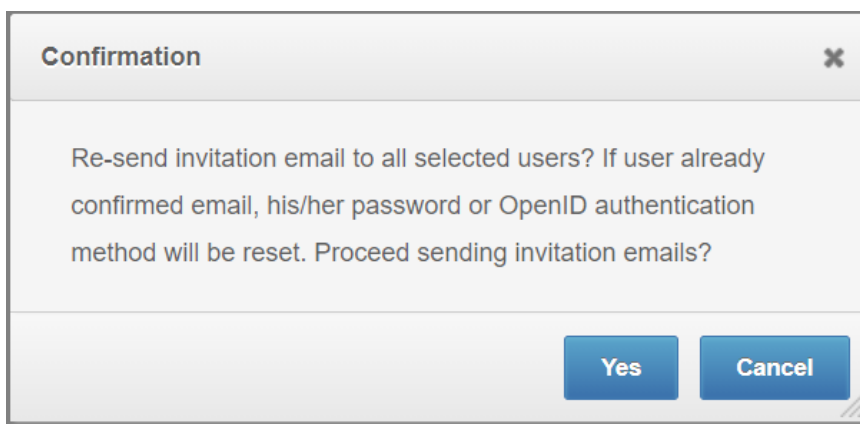 Confirmation
Re-send invitation email to all selected users? If user already
confirmed email, his/her password or OpenID authentication
method will be reset. Proceed sending invitation emails?
Yes
Cancel